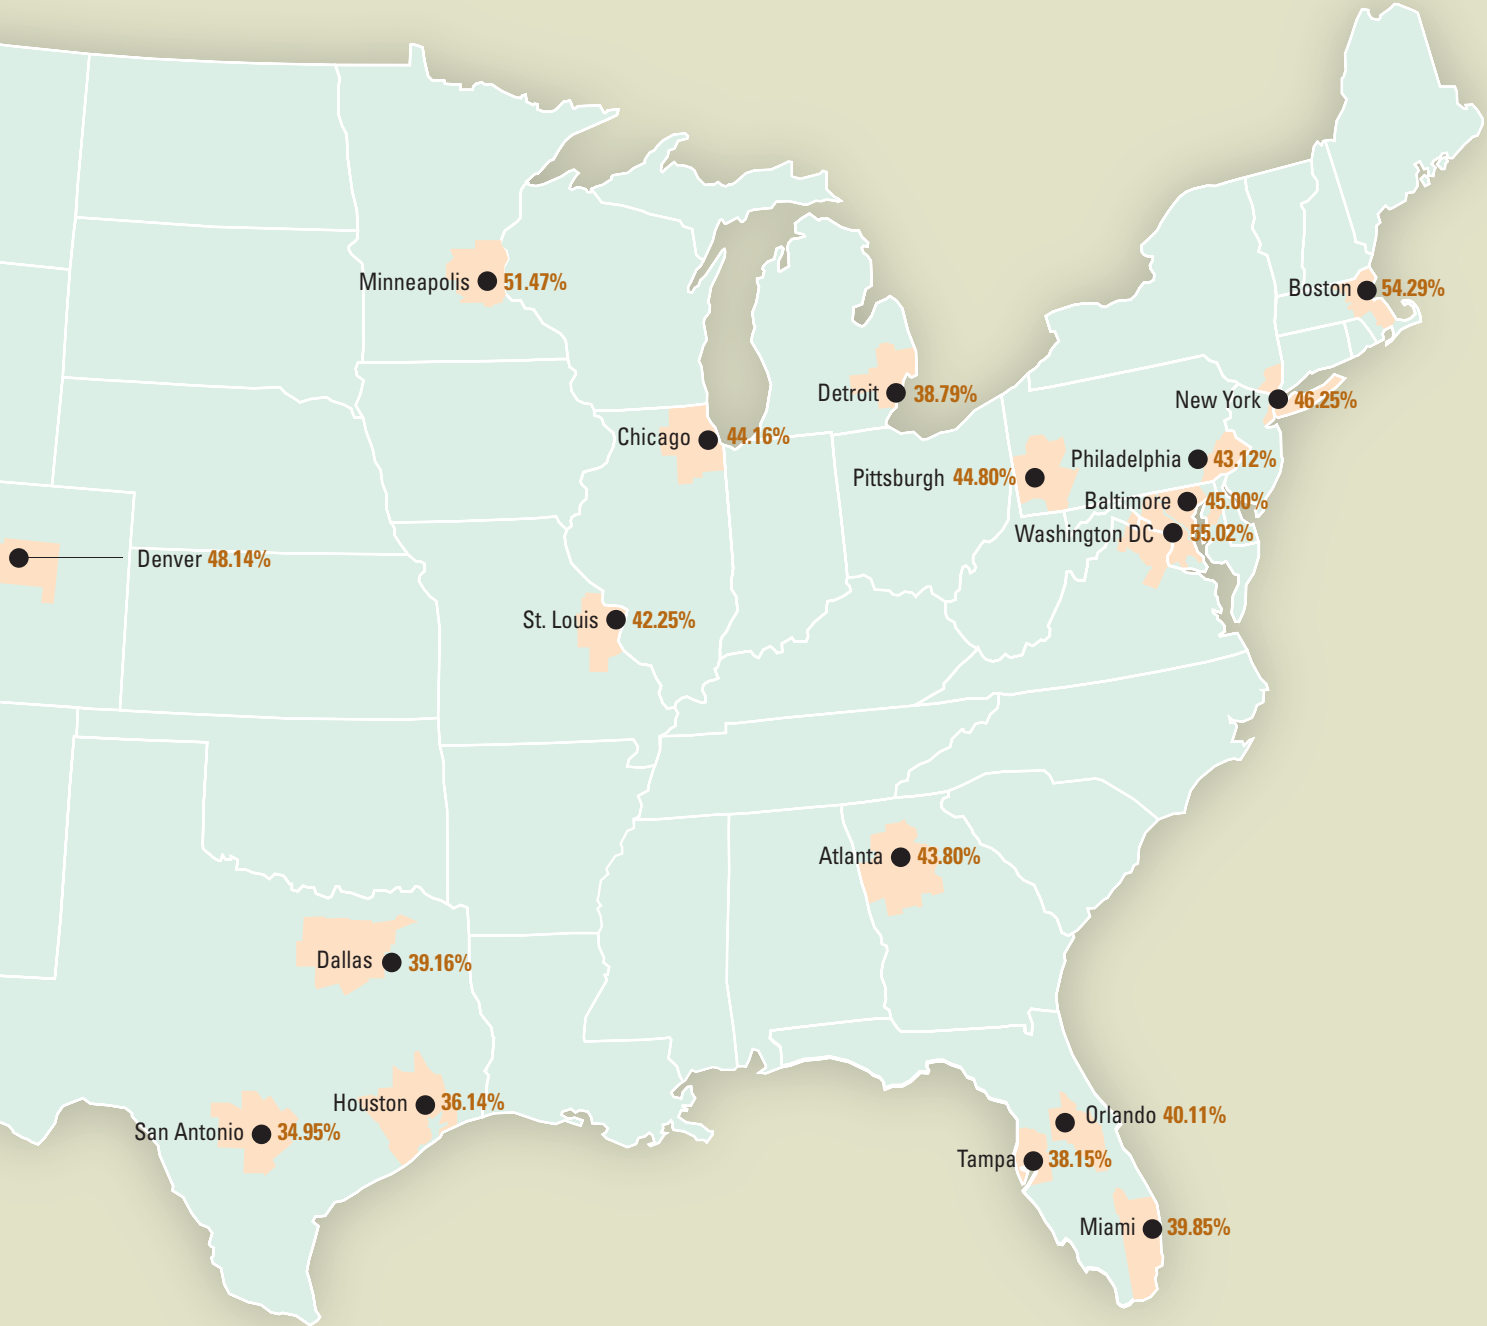 Minneapolis 51.47%
Boston 54.29%
Detroit 38.79%
New York 46.25%
Chicago 44.16%
Philadelphia 43.12%
Pittsburgh 44.80%
Baltimore 45.00%
Washington DC 55.02%
Denver 48.14%
St. Louis 42.25%
Atlanta 43.80%
Dallas 39.16%
Houston 36.14%
Orlando 40.11%
San Antonio 34.95%
Tampa 38.15%
Miami 39.85%